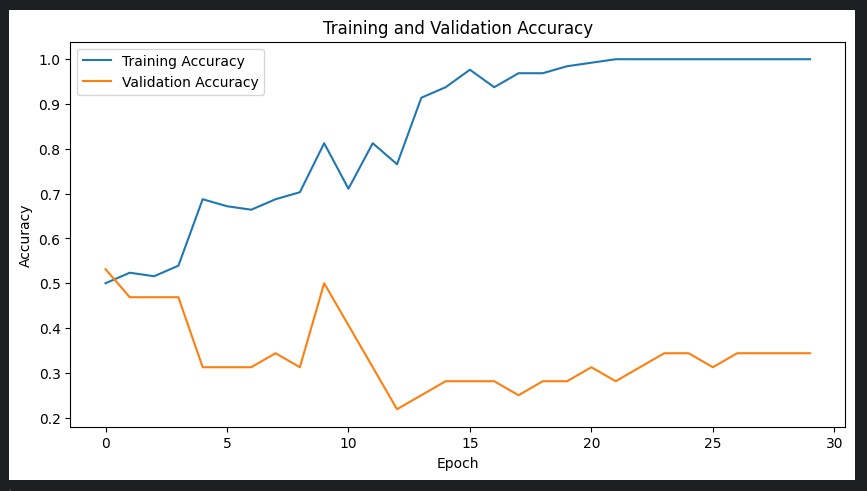 Training and Validation Accuracy
Training Accuracy
Validation Accuracy
Accuracy
1.0
0.9
0.8
0.7
0.6
0.5
0.4
0.3
0.2
0 5 10 15 20 25 30
Epoch